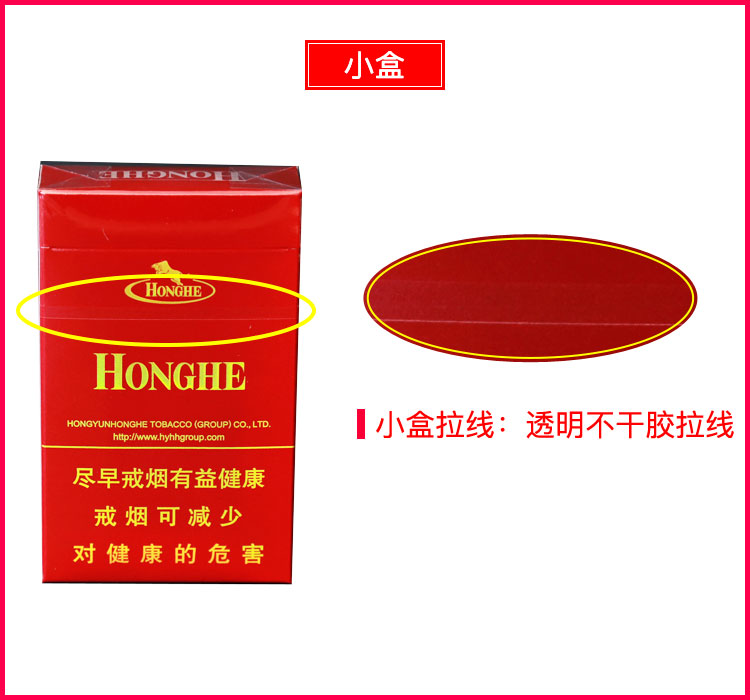 小盒
HONGHE
HONGHE
HONGHE
HONGYUNHONGHE TOBACCO (GROUP) CO., LTD.
http://www.hyhhgroup.com
尽早戒烟有益健康
戒烟可减少
对健康的危害
小盒拉线：透明不干胶拉线